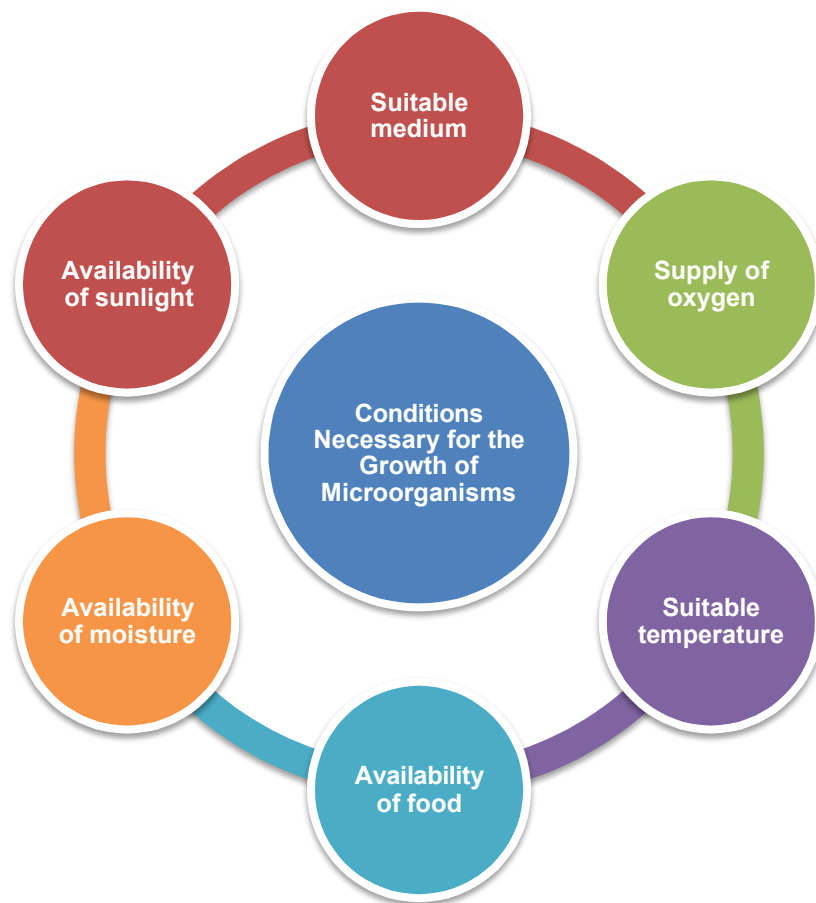 Suitable
medium
Supply of
oxygen
Suitable
temperature
Availability
of food
Availability
of moisture
Availability
of sunlight
Conditions
Necessary for the
Growth of
Microorganisms